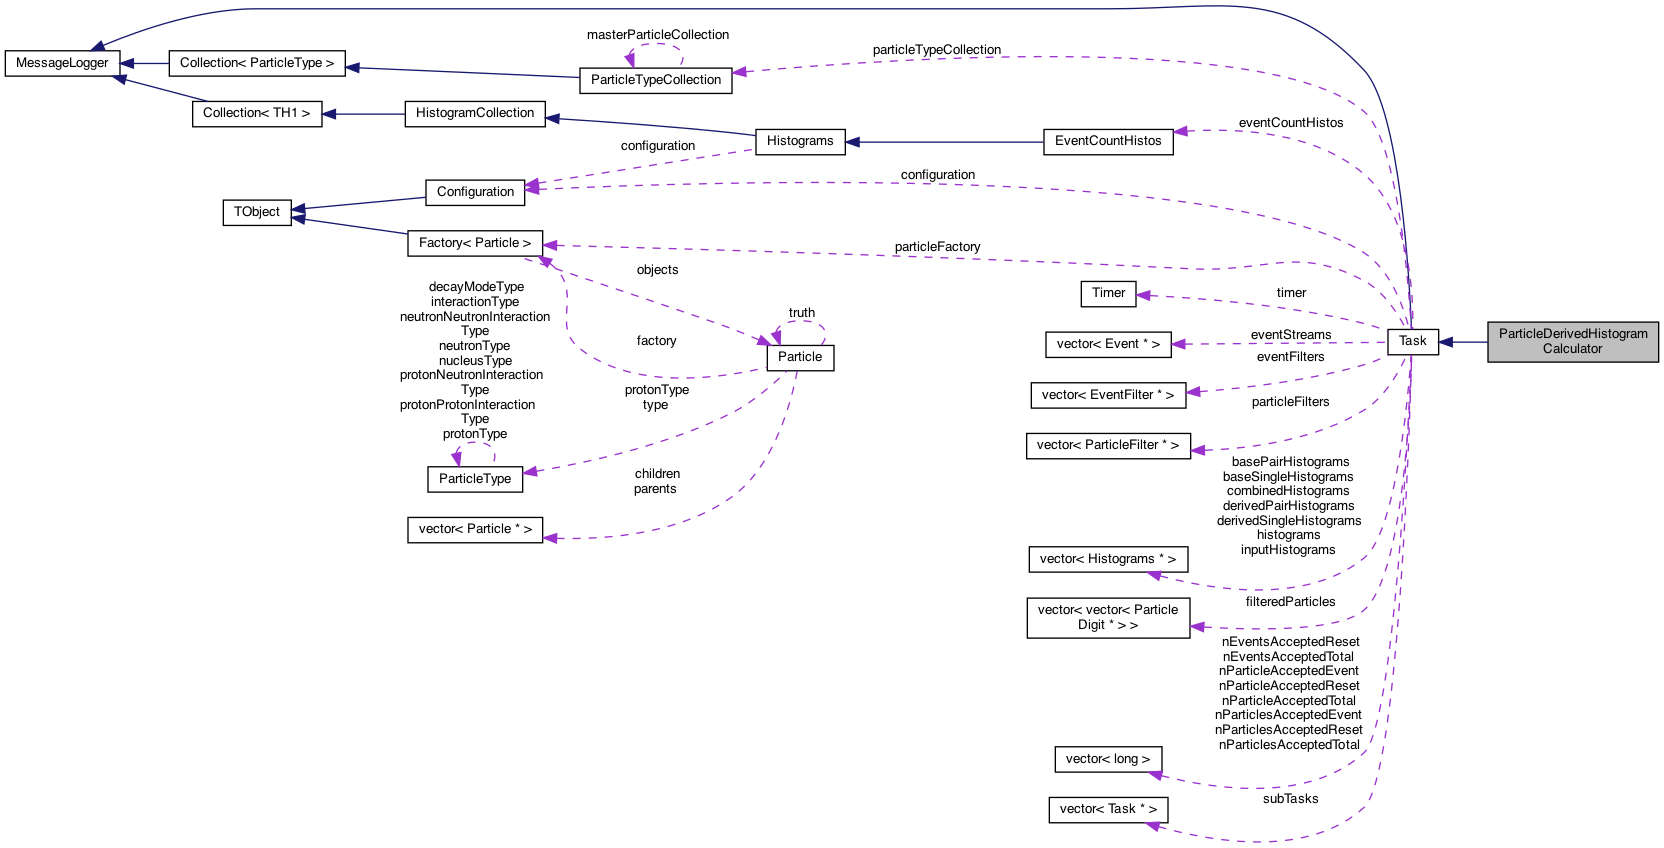 masterParticleCollection
particleTypeCollection
MessageLogger
Collection< ParticleType >
ParticleTypeCollection
Collection< TH1 >
HistogramCollection
eventCountHistos
Histograms
EventCountHistos
configuration
configuration
Configuration
TObject
Factory< Particle >
particleFactory
objects
decayModeType
interactionType
neutronNeutronInteraction
Type
neutronType
nucleusType
protonNeutronInteraction
Type
protonProtonInteraction
Type
protonType
ParticleType
truth
factory
Particle
protonType
type
children
parents
vector< Particle * >
Timer
timer
vector< Event * >
eventStreams
eventFilters
Task
ParticleDerivedHistogram
Calculator
vector< EventFilter * >
particleFilters
vector< ParticleFilter * >
basePairHistograms
baseSingleHistograms
combinedHistograms
derivedPairHistograms
derivedSingleHistograms
histograms
inputHistograms
vector< Histograms * >
filteredParticles
vector< vector< Particle
Digit * > >
nEventsAcceptedReset
nEventsAcceptedTotal
nParticleAcceptedEvent
nParticleAcceptedReset
nParticleAcceptedTotal
nParticlesAcceptedEvent
nParticlesAcceptedReset
nParticlesAcceptedTotal
vector< long >
subTasks
vector< Task * >